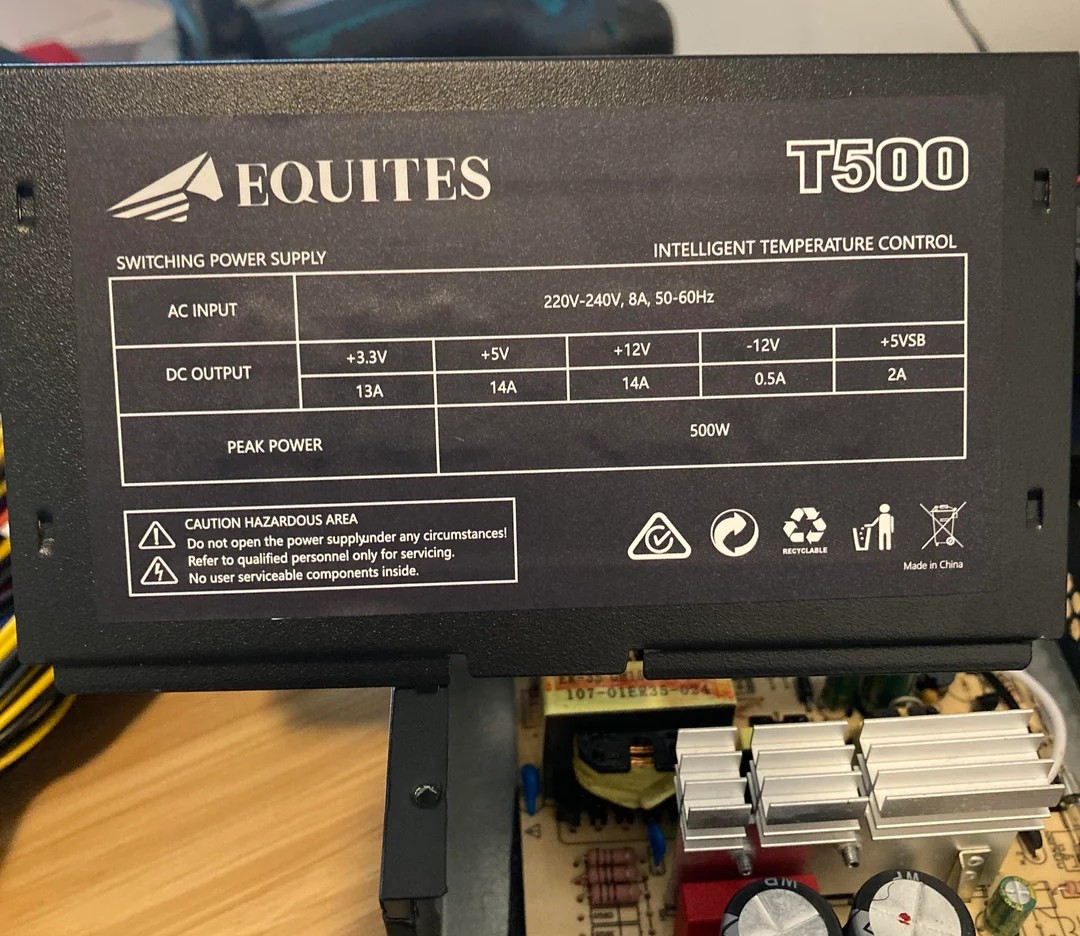 EQUITES
T500
SWITCHING POWER SUPPLY
INTELLIGENT TEMPERATURE CONTROL
AC INPUT
220V-240V, 8A, 50-60Hz
DC OUTPUT
+3.3V +5V +12V -12V +5VSB
13A 14A 14A 0.5A 2A
PEAK POWER
500W
CAUTION HAZARDOUS AREA
Do not open the power supplyunder any circumstances!
Refer to qualified personnel only for servicing.
No user serviceable components inside.
RECYCLABLE
Made in China
107-01ER35-024